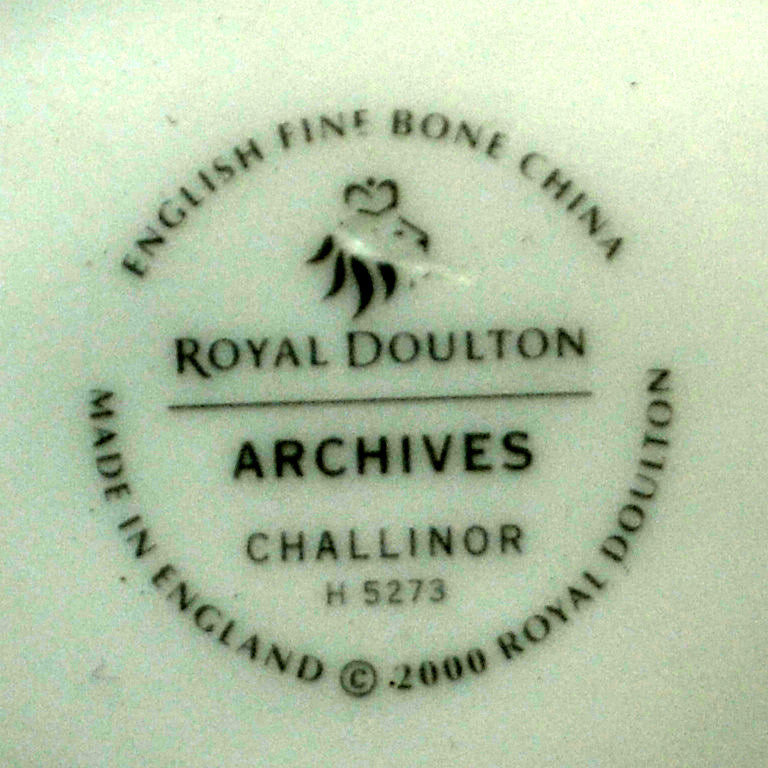 ENGLISH FINE BONE CHINA
ROYAL DOULTON
ARCHIVES
CHALLINOR
H 5273
MADE IN ENGLAND © 2000 ROYAL DOULTON